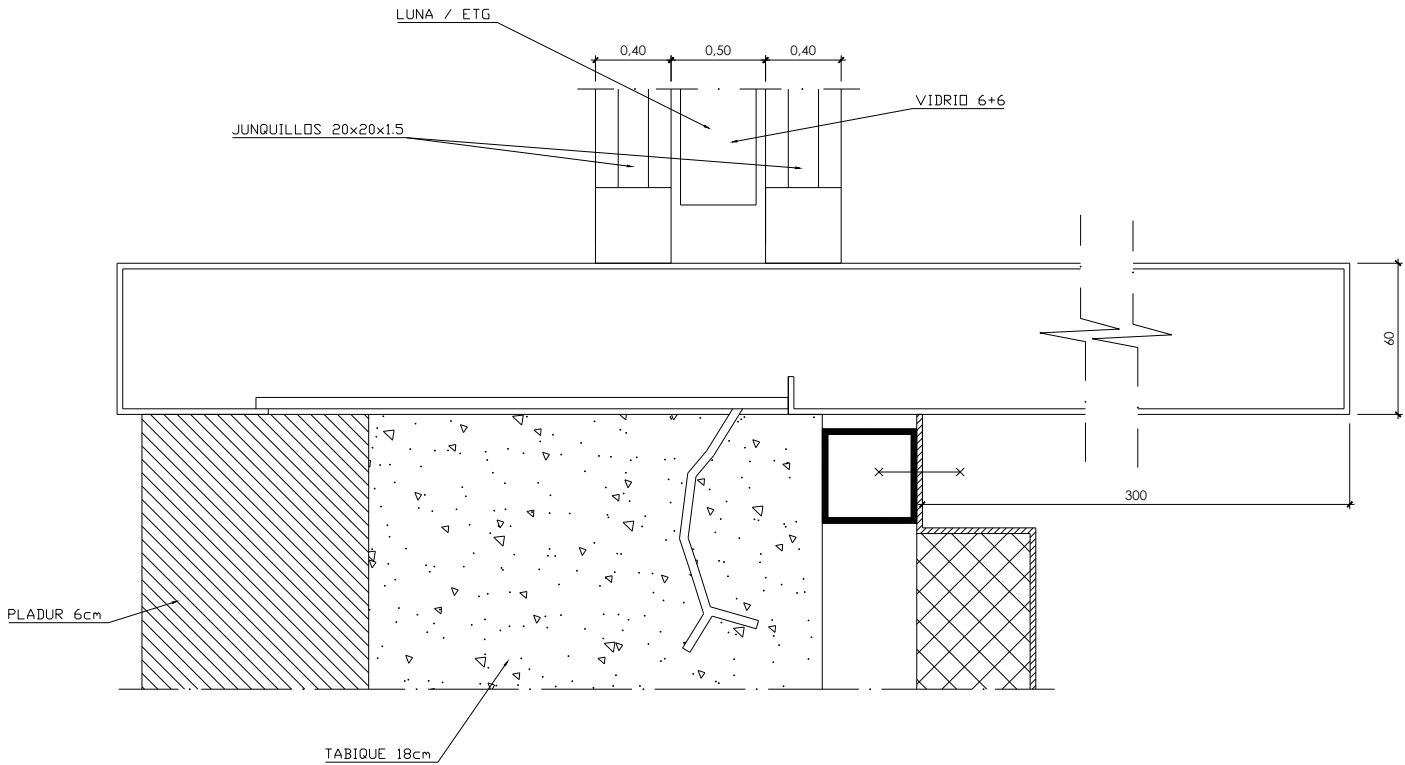 LUNA / ETG
0,40
0,50
0,40
VIDRIO 6+6
JUNQUILLOS 20x20x1.5
60
300
PLADUR 6cm
TABIQUE 18cm